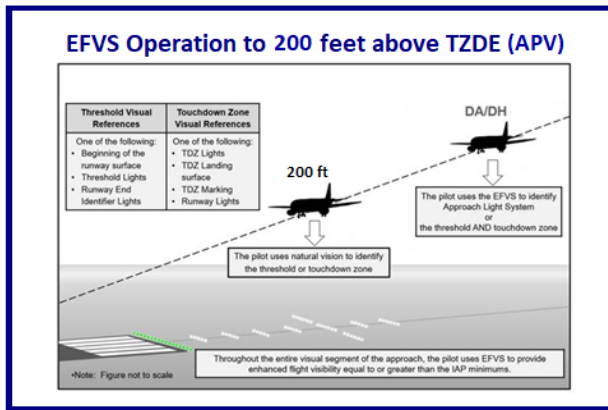 EFVS Operation to 200 feet above TZDE (APV)
Threshold Visual
References
One of the following:
• Beginning of the
runway surface
• Threshold Lights
• Runway End
Identifier Lights
Touchdown Zone
Visual References
One of the following:
• TDZ Lights
• TDZ Landing
surface
• TDZ Marking
• Runway Lights
DA/DH
200 ft
The pilot uses the EFVS to identify
Approach Light System
or
the threshold AND touchdown zone
The pilot uses natural vision to identify
the threshold or touchdown zone
Throughout the entire visual segment of the approach, the pilot uses EFVS to provide
enhanced flight visibility equal to or greater than the IAP minimums.
•Note: Figure not to scale